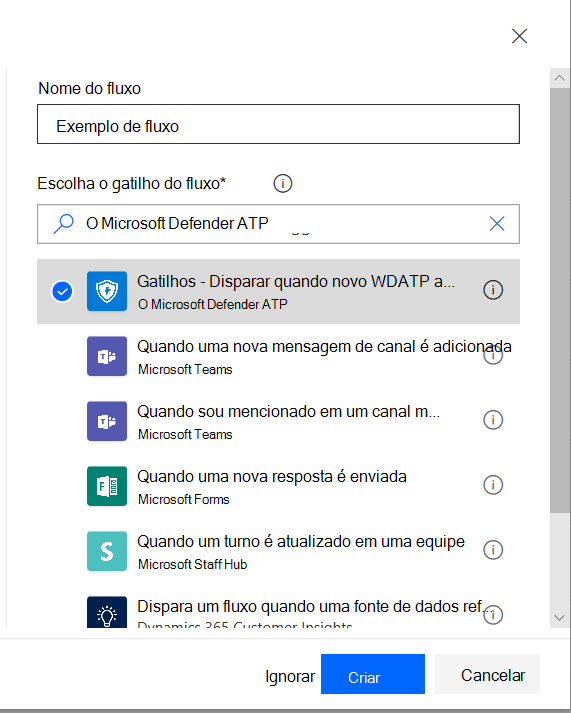 Nome do fluxo
Exemplo de fluxo
Escolha o gatilho do fluxo*
O Microsoft Defender ATP
Gatilhos - Disparar quando novo WDATP a...
O Microsoft Defender ATP
Quando uma nova mensagem de canal é adicionada
Microsoft Teams
Quando sou mencionado em um canal m...
Microsoft Teams
Quando uma nova resposta é enviada
Microsoft Forms
Quando um turno é atualizado em uma equipe
Microsoft Staff Hub
Dispara um fluxo quando uma fonte de dados ref...
Dynamics 365 Customer Insights
Ignorar
Criar
Cancelar